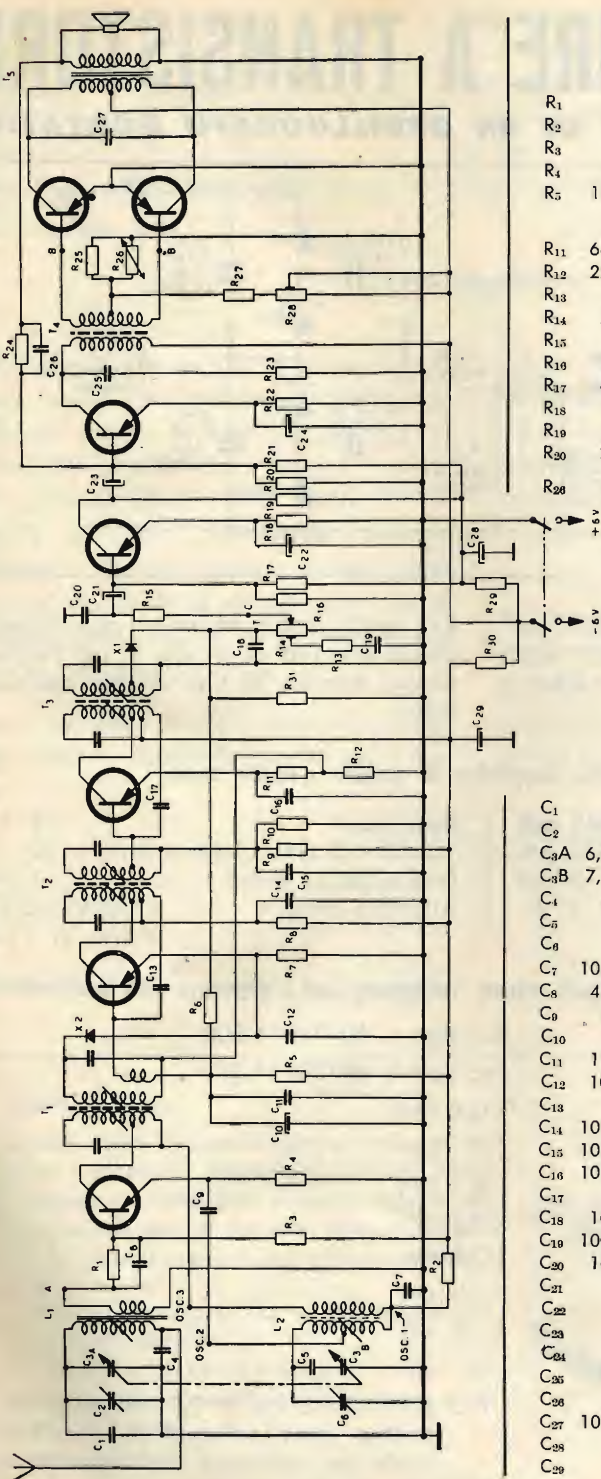 T5
C27
R24
C26
B
B
R25
R26
R27
R28
T4
C25
R23
R22
C24
R21
R20
C23
R19
R18
C22
C20
C21
R15
C
R17
R16
C28
R29
+6V
-6V
R30
X1
T
R14
C18
R13
C19
R31
T3
C29
C17
R11
R12
C16
R10
R9
T2
C14
C15
R8
R7
C13
R6
X2
C12
T1
R5
C11
C10
R4
C9
R3
R1
C8
A
L1
OSC.3
OSC.2
L2
C7
R2
OSC.1
C3A
C4
C5
C3
B
C2
C6
C1
R1
R2
R3
R4
R5 1
R11 6
R12 2
R13
R14
R15
R16
R17
R18
R19
R20
R26
C1
C2
C3A 6,
C3B 7,
C4
C5
C6
C7 10
C8 4
C9
C10
C11 1
C12 10
C13
C14 10
C15 10
C16 10
C17
C18 1
C19 10
C20 1
C21
C22
C23
C24
C25
C26
C27 10
C28
C29